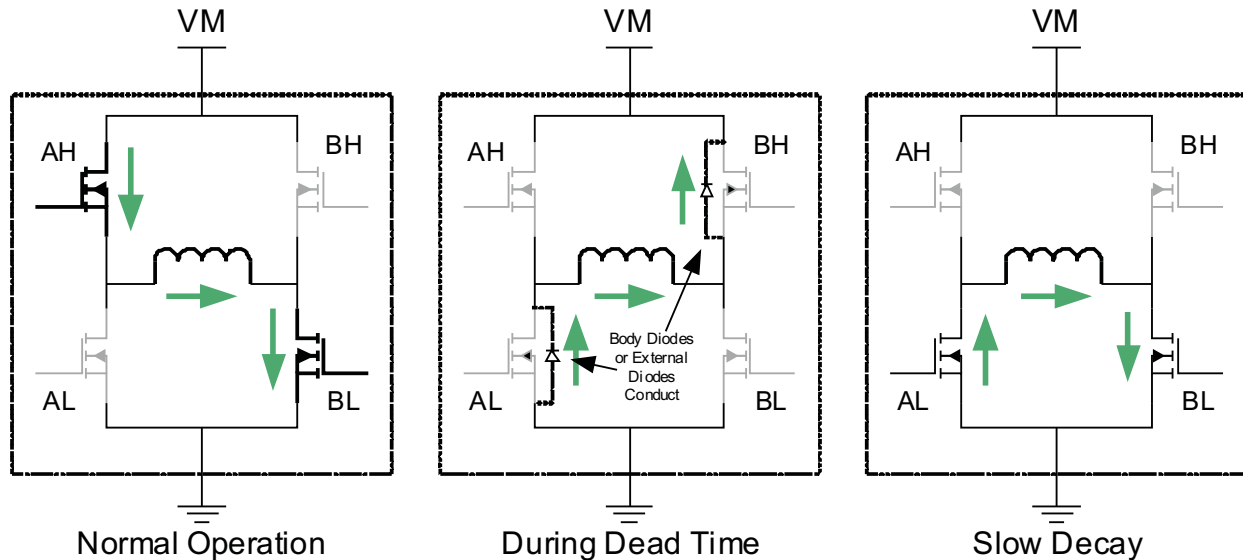 VM
AH
BH
AL
BL
Normal Operation
VM
AH
BH
Body Diodes
or External
Diodes
Conduct
AL
BL
During Dead Time
VM
AH
BH
AL
BL
Slow Decay